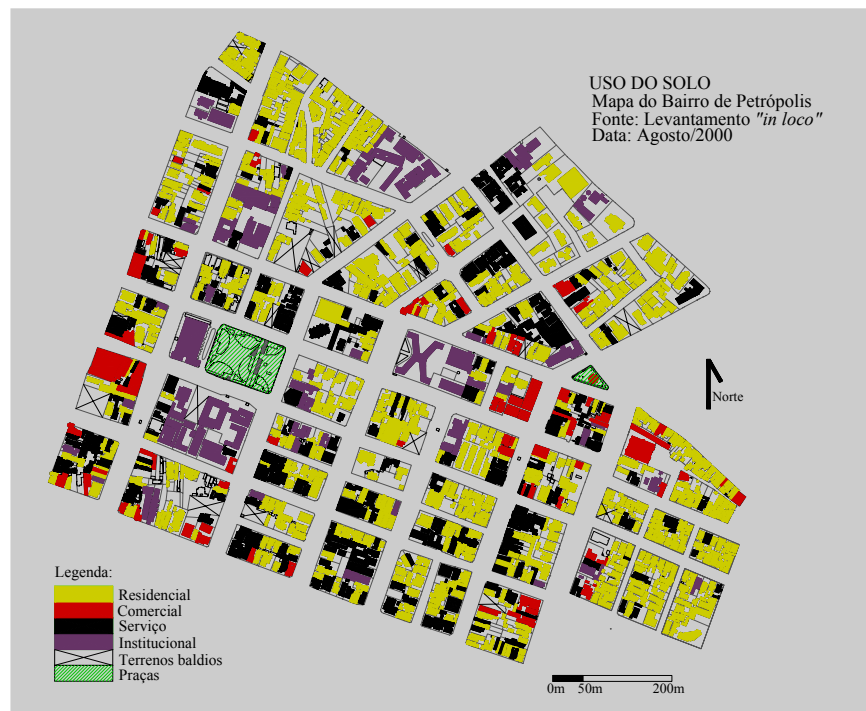 USO DO SOLO
Mapa do Bairro de Petrópolis
Fonte: Levantamento "in loco"
Data: Agosto/2000
Norte
Legenda:
Residencial
Comercial
Serviço
Institucional
Terrenos baldios
Praças
0m 50m 200m